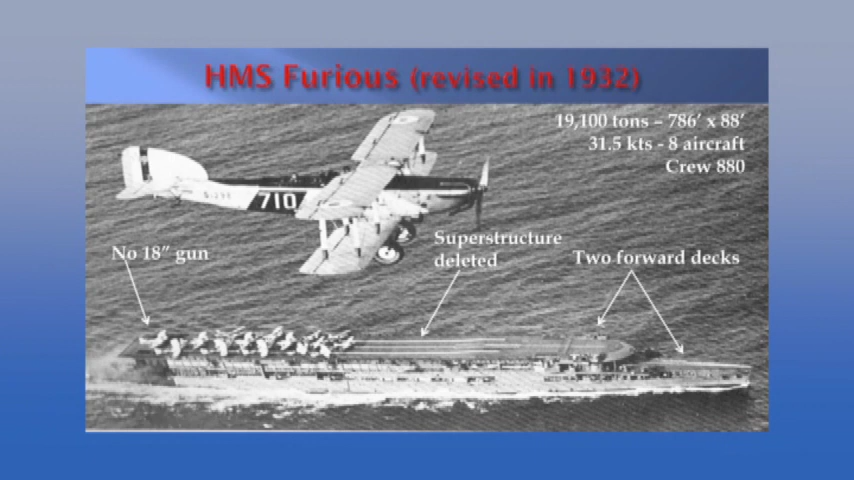 HMS Furious (revised in 1932)
19,100 tons – 786’ x 88’
31.5 kts - 8 aircraft
Crew 880
710
No 18” gun
Superstructure
deleted
Two forward decks